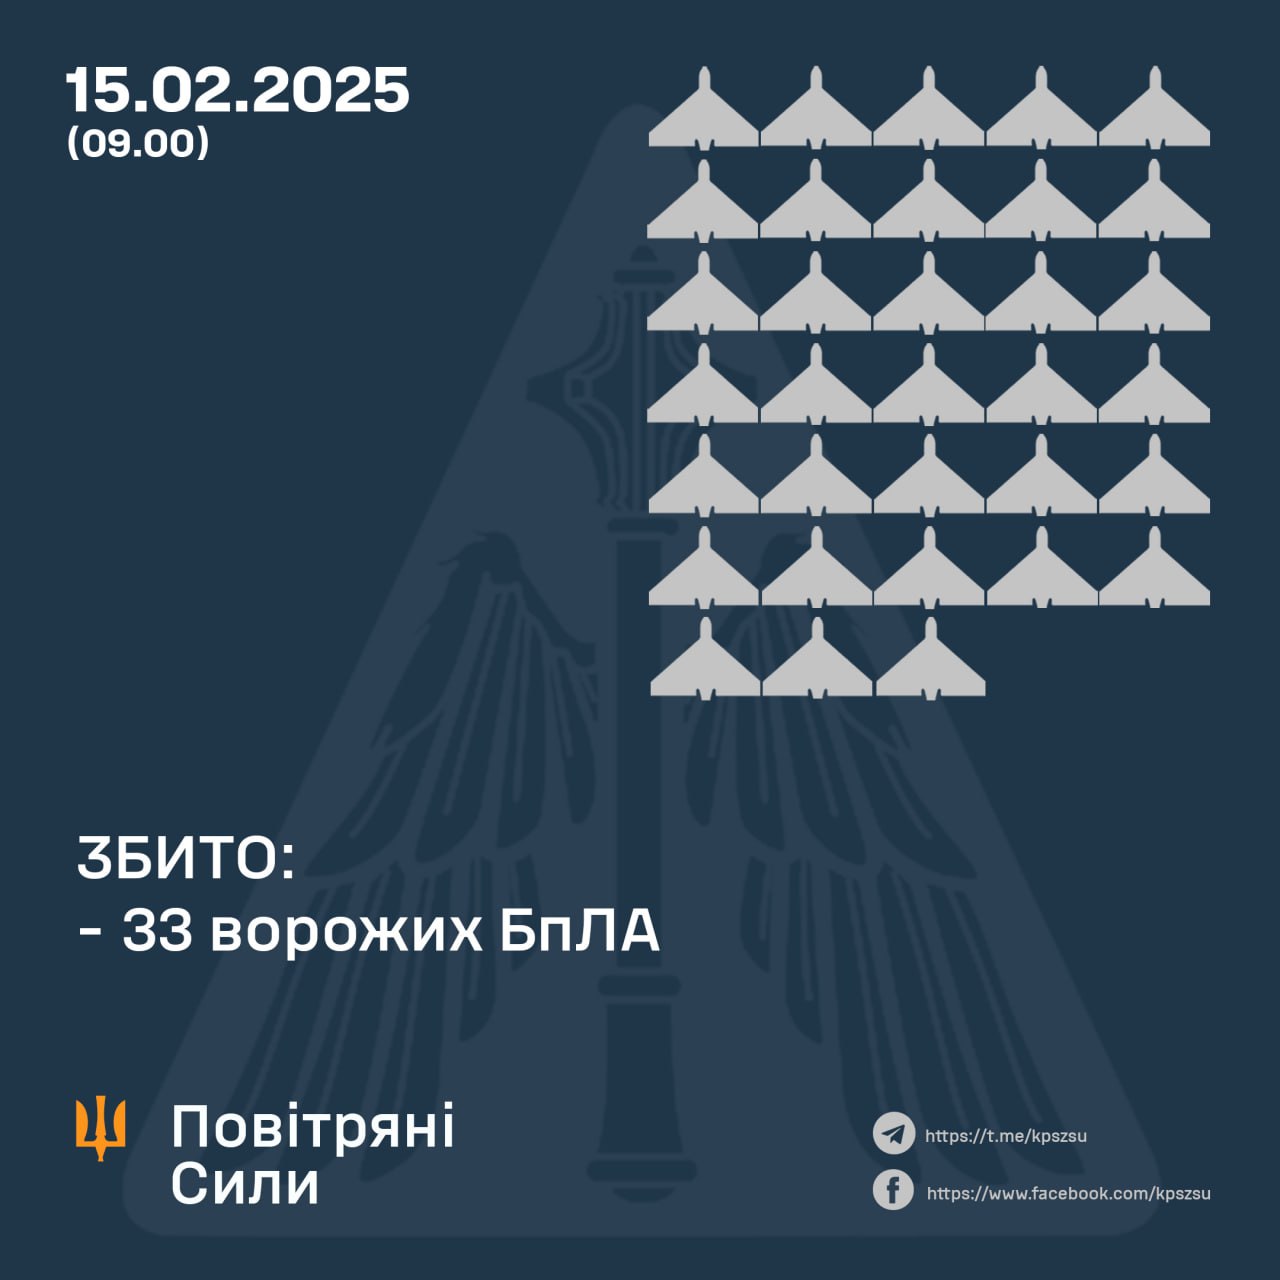 15.02.2025
(09.00)
ЗБИТО:
- 33 ворожих БпЛА
Повітряні
Сили
https://t.me/kpszsu
https://www.facebook.com/kpszsu